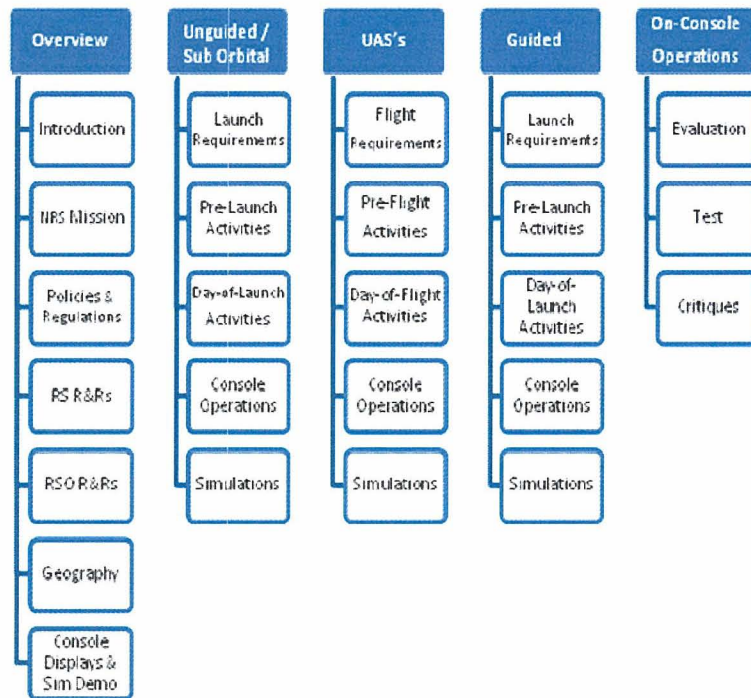 Overview
Introduction
NRS Mission
Policies &
Regulations
RS R&Rs
RSO R&Rs
Geography
Console
Displays &
Sim Demo
Unguided /
Sub Orbital
Launch
Requirements
Pre-Launch
Activities
Day-of-Launch
Activities
Console
Operations
Simulations
UAS's
Flight
Requirements
Pre-Flight
Activities
Day-of-Flight
Activities
Console
Operations
Simulations
Guided
Launch
Requirements
Pre-Launch
Activities
Day-of-
Launch
Activities
Console
Operations
Simulations
On-Console
Operations
Evaluation
Test
Critiques